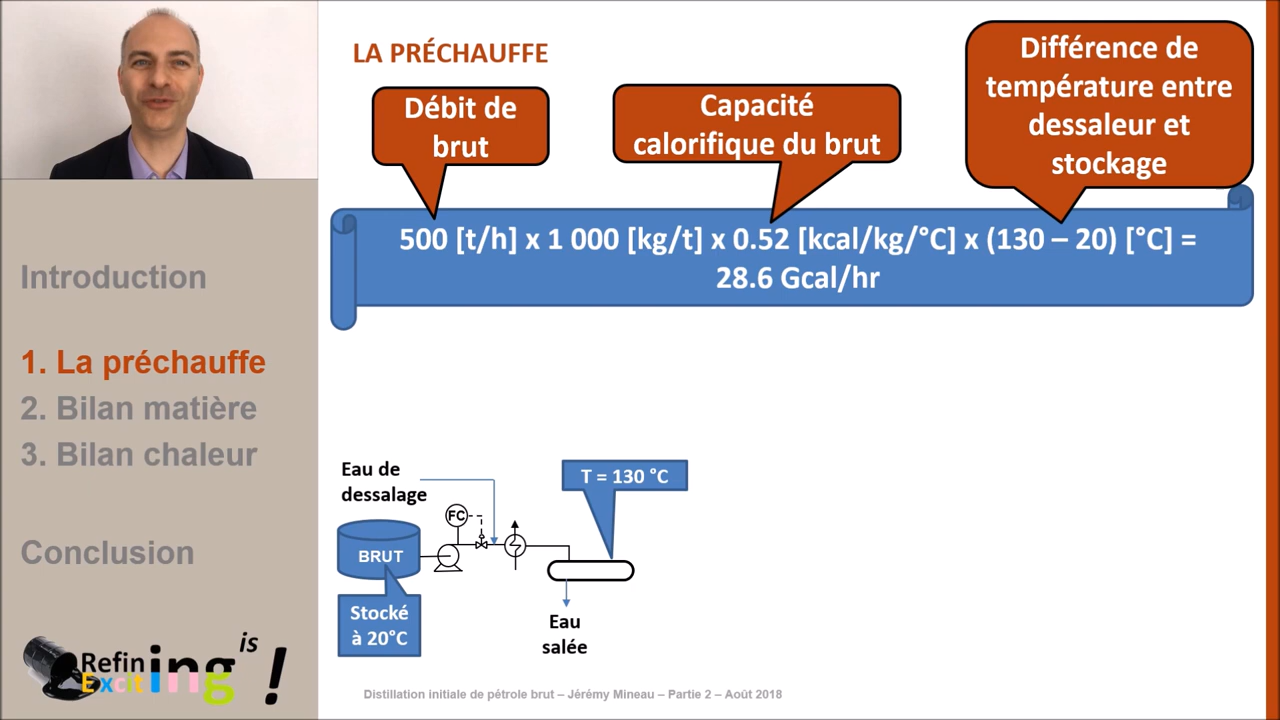 LA PRÉCHAUFFE
Débit de
brut
Capacité
calorifique du brut
Différence de
température entre
dessaleur et
stockage
500 [t/h] x 1 000 [kg/t] x 0.52 [kcal/kg/°C] x (130 – 20) [°C] =
28.6 Gcal/hr
Introduction
1. La préchauffe
2. Bilan matière
3. Bilan chaleur
Conclusion
Eau de
dessalage
T = 130 °C
FC
BRUT
Stocké
à 20°C
Eau
salée
is
Refining
Exciting !
Distillation initiale de pétrole brut – Jérémy Mineau – Partie 2 – Août 2018